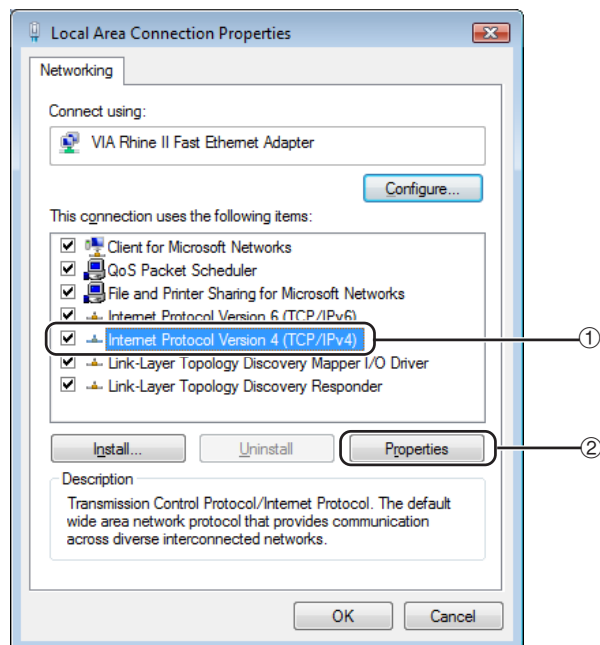 Local Area Connection Properties
Networking
Connect using:
VIA Rhine II Fast Ethernet Adapter
Configure...
This connection uses the following items:
Client for Microsoft Networks
QoS Packet Scheduler
File and Printer Sharing for Microsoft Networks
Internet Protocol Version 6 (TCP/IPv6)
Internet Protocol Version 4 (TCP/IPv4)
①
Link-Layer Topology Discovery Mapper I/O Driver
Link-Layer Topology Discovery Responder
Install...
Uninstall
Properties
②
Description
Transmission Control Protocol/Internet Protocol. The default
wide area network protocol that provides communication
across diverse interconnected networks.
OK
Cancel